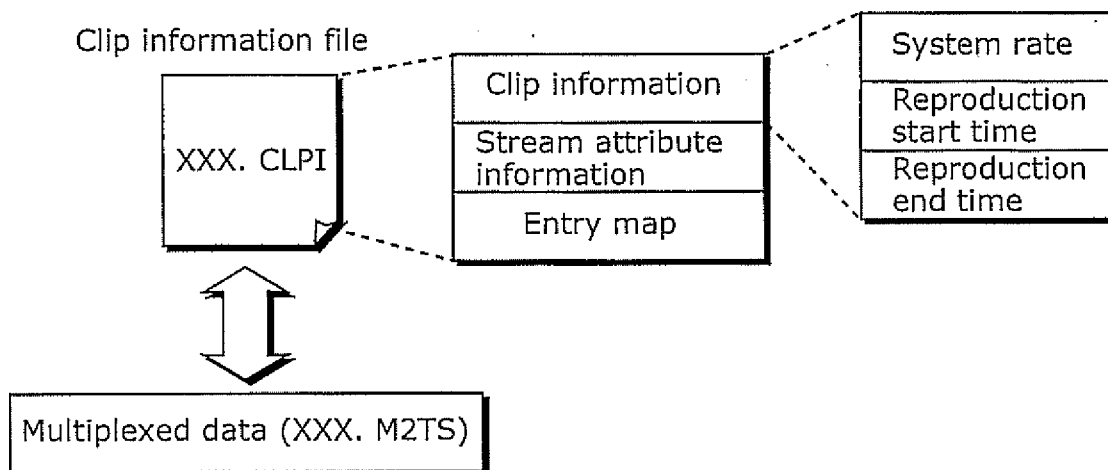 Clip information file
XXX. CLPI
Clip information
Stream attribute
information
Entry map
System rate
Reproduction
start time
Reproduction
end time
Multiplexed data (XXX. M2TS)